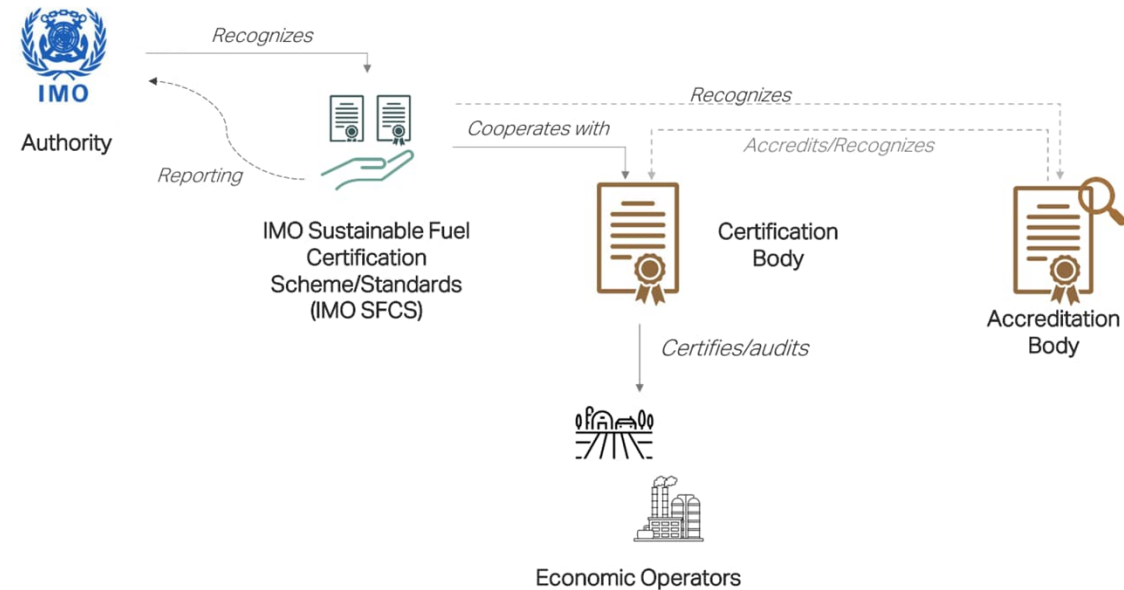 Recognizes
IMO
Authority
Reporting
Recognizes
Cooperates with
Accredits/Recognizes
IMO Sustainable Fuel
Certification
Scheme/Standards
(IMO SFCS)
Certification
Body
Accreditation
Body
Certifies/audits
Economic Operators